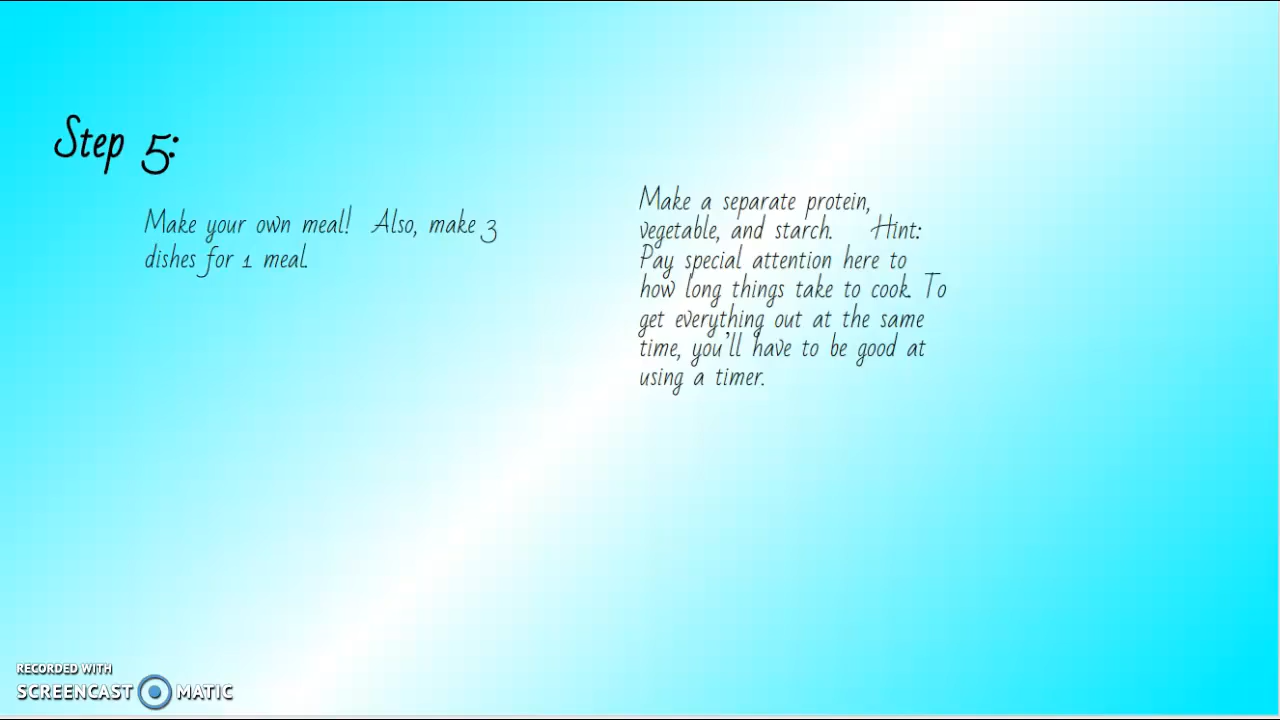 Step 5:
Make your own meal! Also, make 3
dishes for 1 meal.
Make a separate protein,
vegetable, and starch. Hint:
Pay special attention here to
how long things take to cook. To
get everything out at the same
time, you'll have to be good at
using a timer.
RECORDED WITH
SCREENCAST MATIC